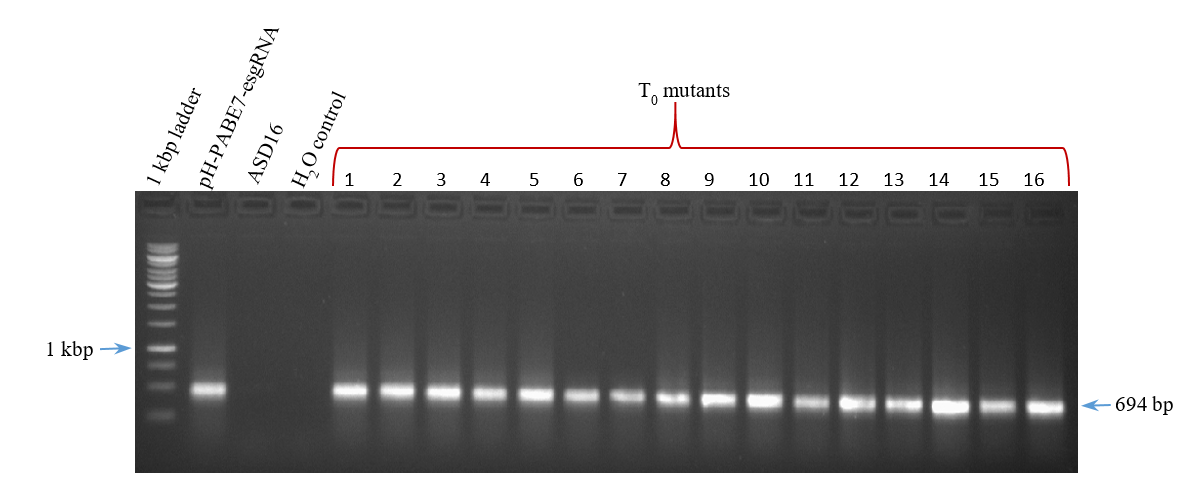 1 kbp ladder
pH-PABE7-esgRNA
ASD16
H₂O control
T₀ mutants
1 2 3 4 5 6 7 8 9 10 11 12 13 14 15 16
1 kbp
694 bp